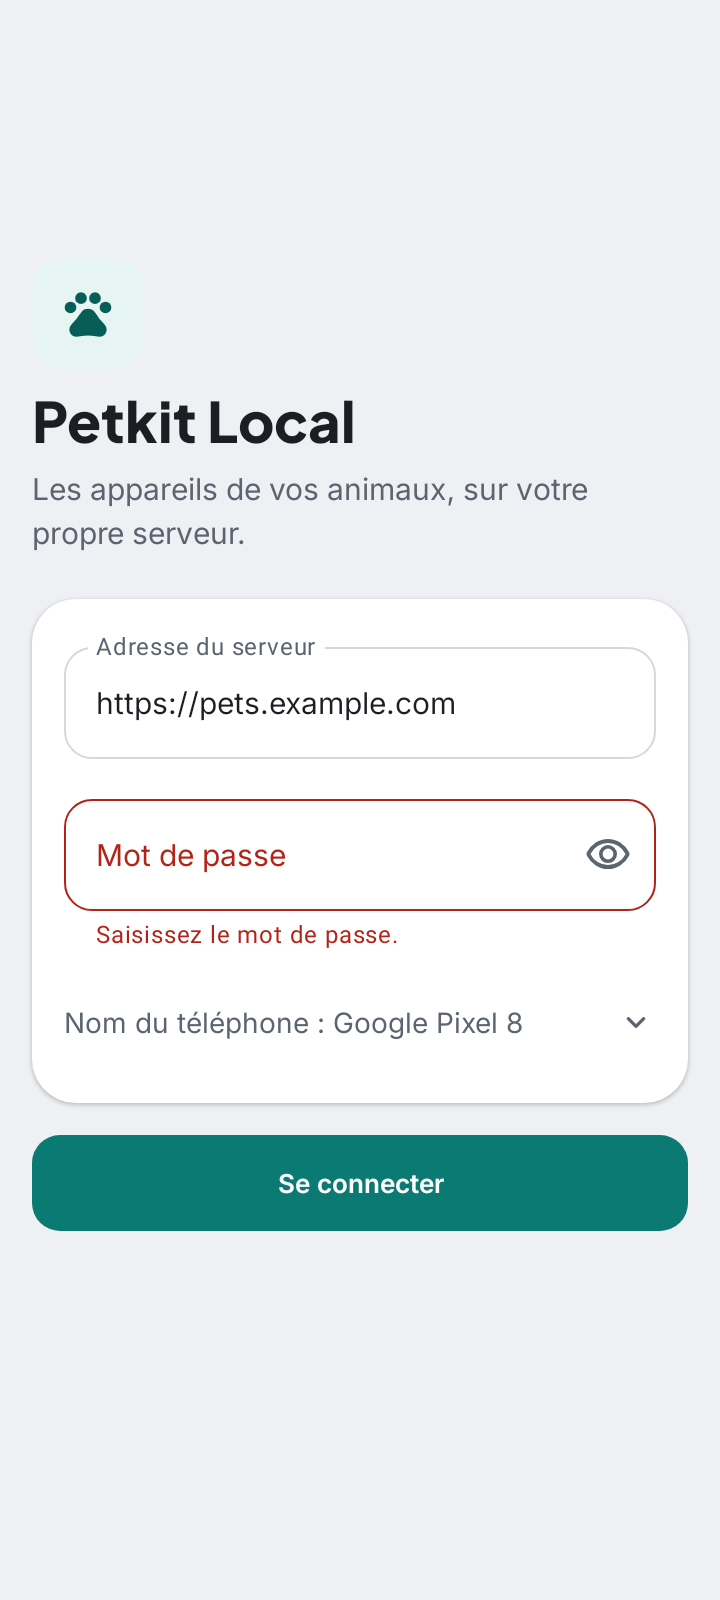 Petkit Local
Les appareils de vos animaux, sur votre
propre serveur.
Adresse du serveur
https://pets.example.com
Mot de passe
Saisissez le mot de passe.
Nom du téléphone : Google Pixel 8
Se connecter